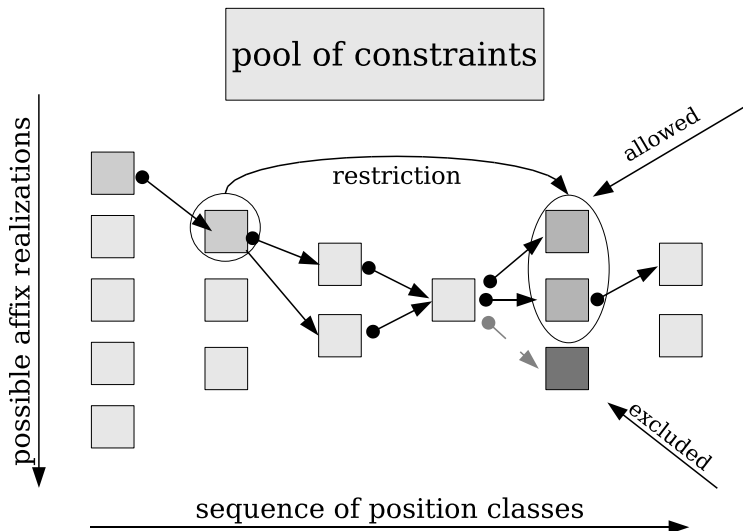 pool of constraints
allowed
restriction
possible affix realizations
excluded
sequence of position classes